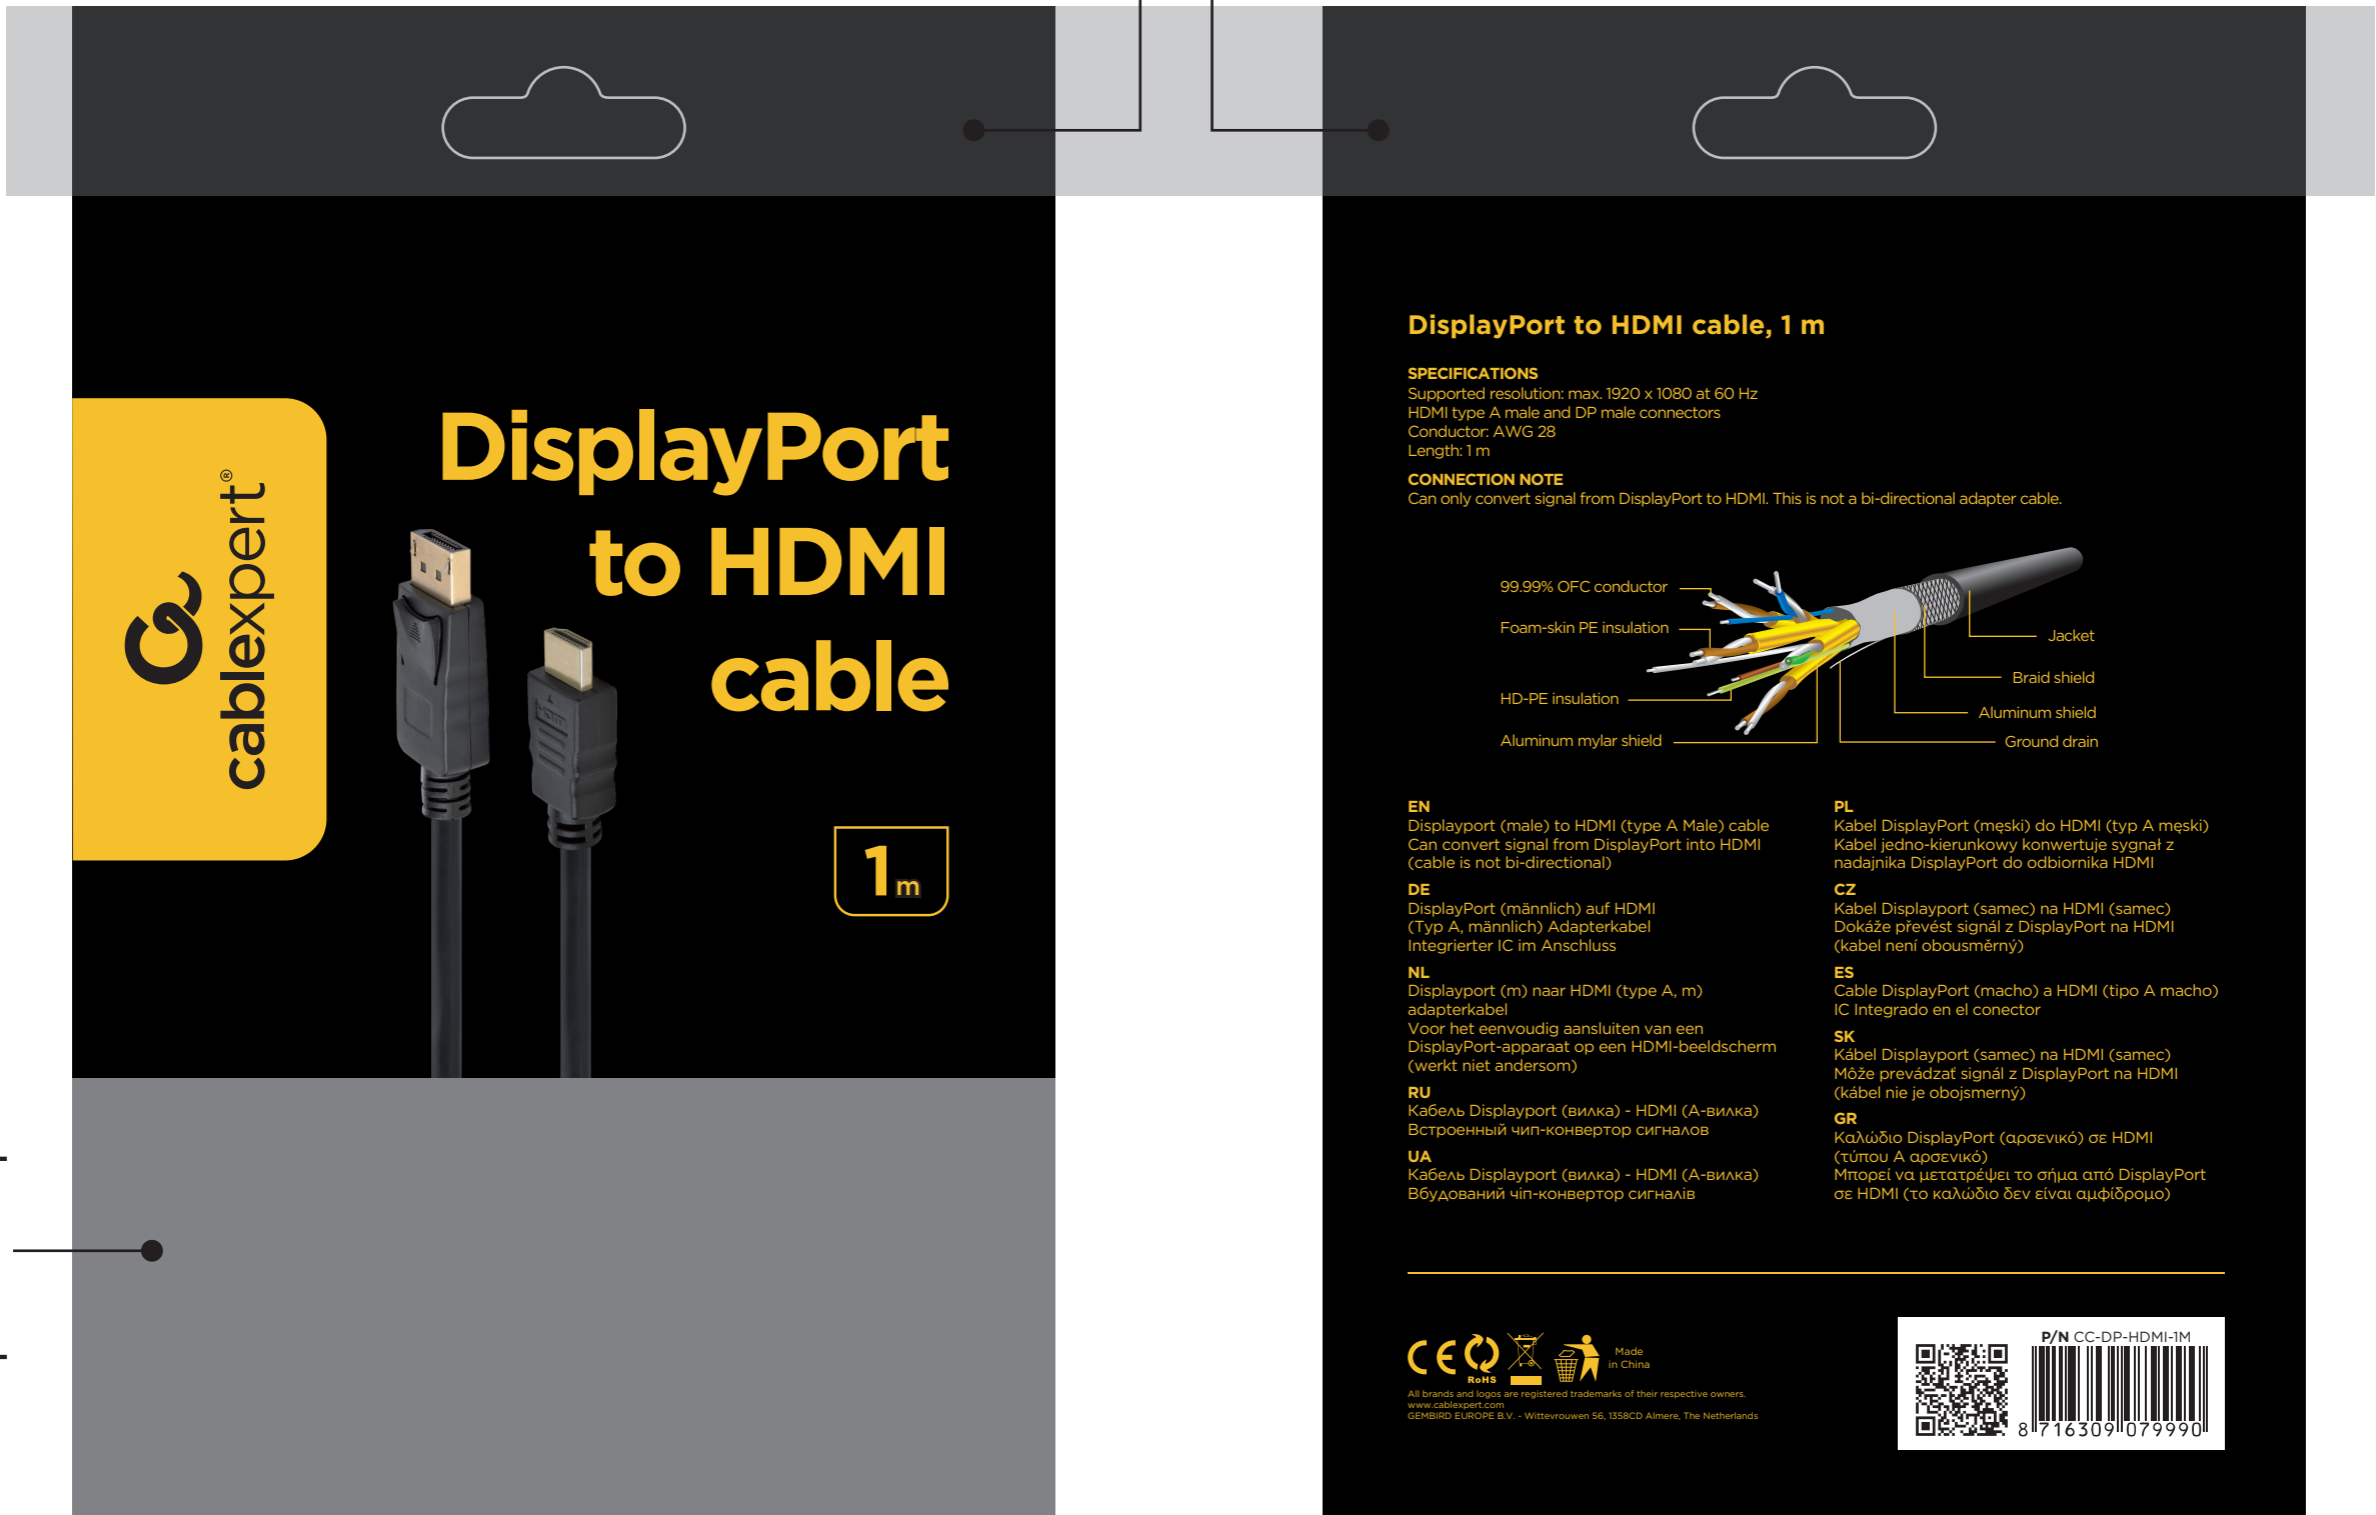 cablexpert®
DisplayPort
to HDMI
cable
1 m
DisplayPort to HDMI cable, 1 m
SPECIFICATIONS
Supported resolution: max. 1920 x 1080 at 60 Hz
HDMI type A male and DP male connectors
Conductor: AWG 28
Length: 1 m
CONNECTION NOTE
Can only convert signal from DisplayPort to HDMI. This is not a bi-directional adapter cable.
99.99% OFC conductor
Foam-skin PE insulation
HD-PE insulation
Aluminum mylar shield
Jacket
Braid shield
Aluminum shield
Ground drain
EN
Displayport (male) to HDMI (type A Male) cable
Can convert signal from DisplayPort into HDMI
(cable is not bi-directional)
DE
DisplayPort (männlich) auf HDMI
(Typ A, männlich) Adapterkabel
Integrierter IC im Anschluss
NL
Displayport (m) naar HDMI (type A, m)
adapterkabel
Voor het eenvoudig aansluiten van een
DisplayPort-apparaat op een HDMI-beeldscherm
(werkt niet andersom)
RU
Кабель Displayport (вилка) - HDMI (А-вилка)
Встроенный чип-конвертор сигналов
UA
Кабель Displayport (вилка) - HDMI (А-вилка)
Вбудований чіп-конвертор сигналів
PL
Kabel DisplayPort (męski) do HDMI (typ A męski)
Kabel jedno-kierunkowy konwertuje sygnał z
nadajnika DisplayPort do odbiornika HDMI
CZ
Kabel Displayport (samec) na HDMI (samec)
Dokáže převést signál z DisplayPort na HDMI
(kabel není obousměrný)
ES
Cable DisplayPort (macho) a HDMI (tipo A macho)
IC Integrado en el conector
SK
Kábel Displayport (samec) na HDMI (samec)
Môže prevádzať signál z DisplayPort na HDMI
(kábel nie je obojsmerný)
GR
Καλώδιο DisplayPort (αρσενικό) σε HDMI
(τύπου Α αρσενικό)
Μπορεί να μετατρέψει το σήμα από DisplayPort
σε HDMI (το καλώδιο δεν είναι αμφίδρομο)
CE
RoHS
Made
in China
All brands and logos are registered trademarks of their respective owners.
www.cablexpert.com
GEMBIRD EUROPE B.V. - Wittevrouwen 56, 1358CD Almere, The Netherlands
P/N CC-DP-HDMI-1M
8 716309 079990